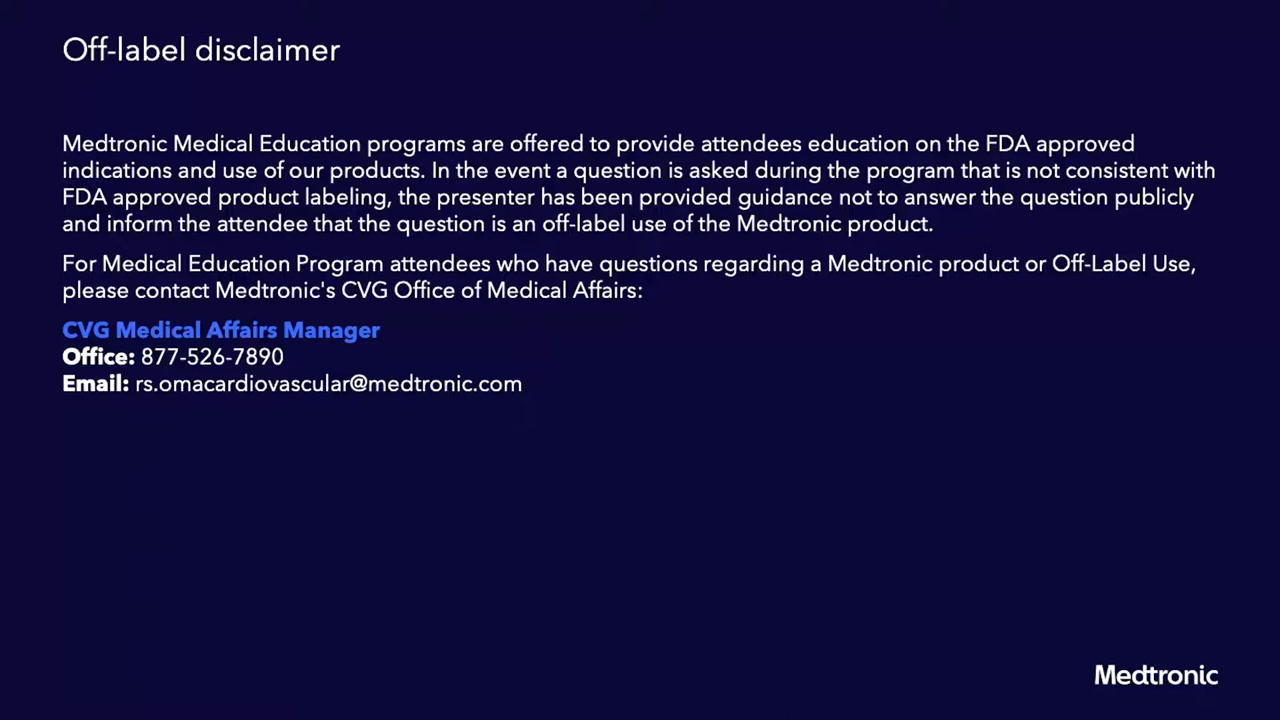 Off-label disclaimer
Medtronic Medical Education programs are offered to provide attendees education on the FDA approved
indications and use of our products. In the event a question is asked during the program that is not consistent with
FDA approved product labeling, the presenter has been provided guidance not to answer the question publicly
and inform the attendee that the question is an off-label use of the Medtronic product.
For Medical Education Program attendees who have questions regarding a Medtronic product or Off-Label Use,
please contact Medtronic's CVG Office of Medical Affairs:
CVG Medical Affairs Manager
Office: 877-526-7890
Email: rs.omacardiovascular@medtronic.com
Medtronic